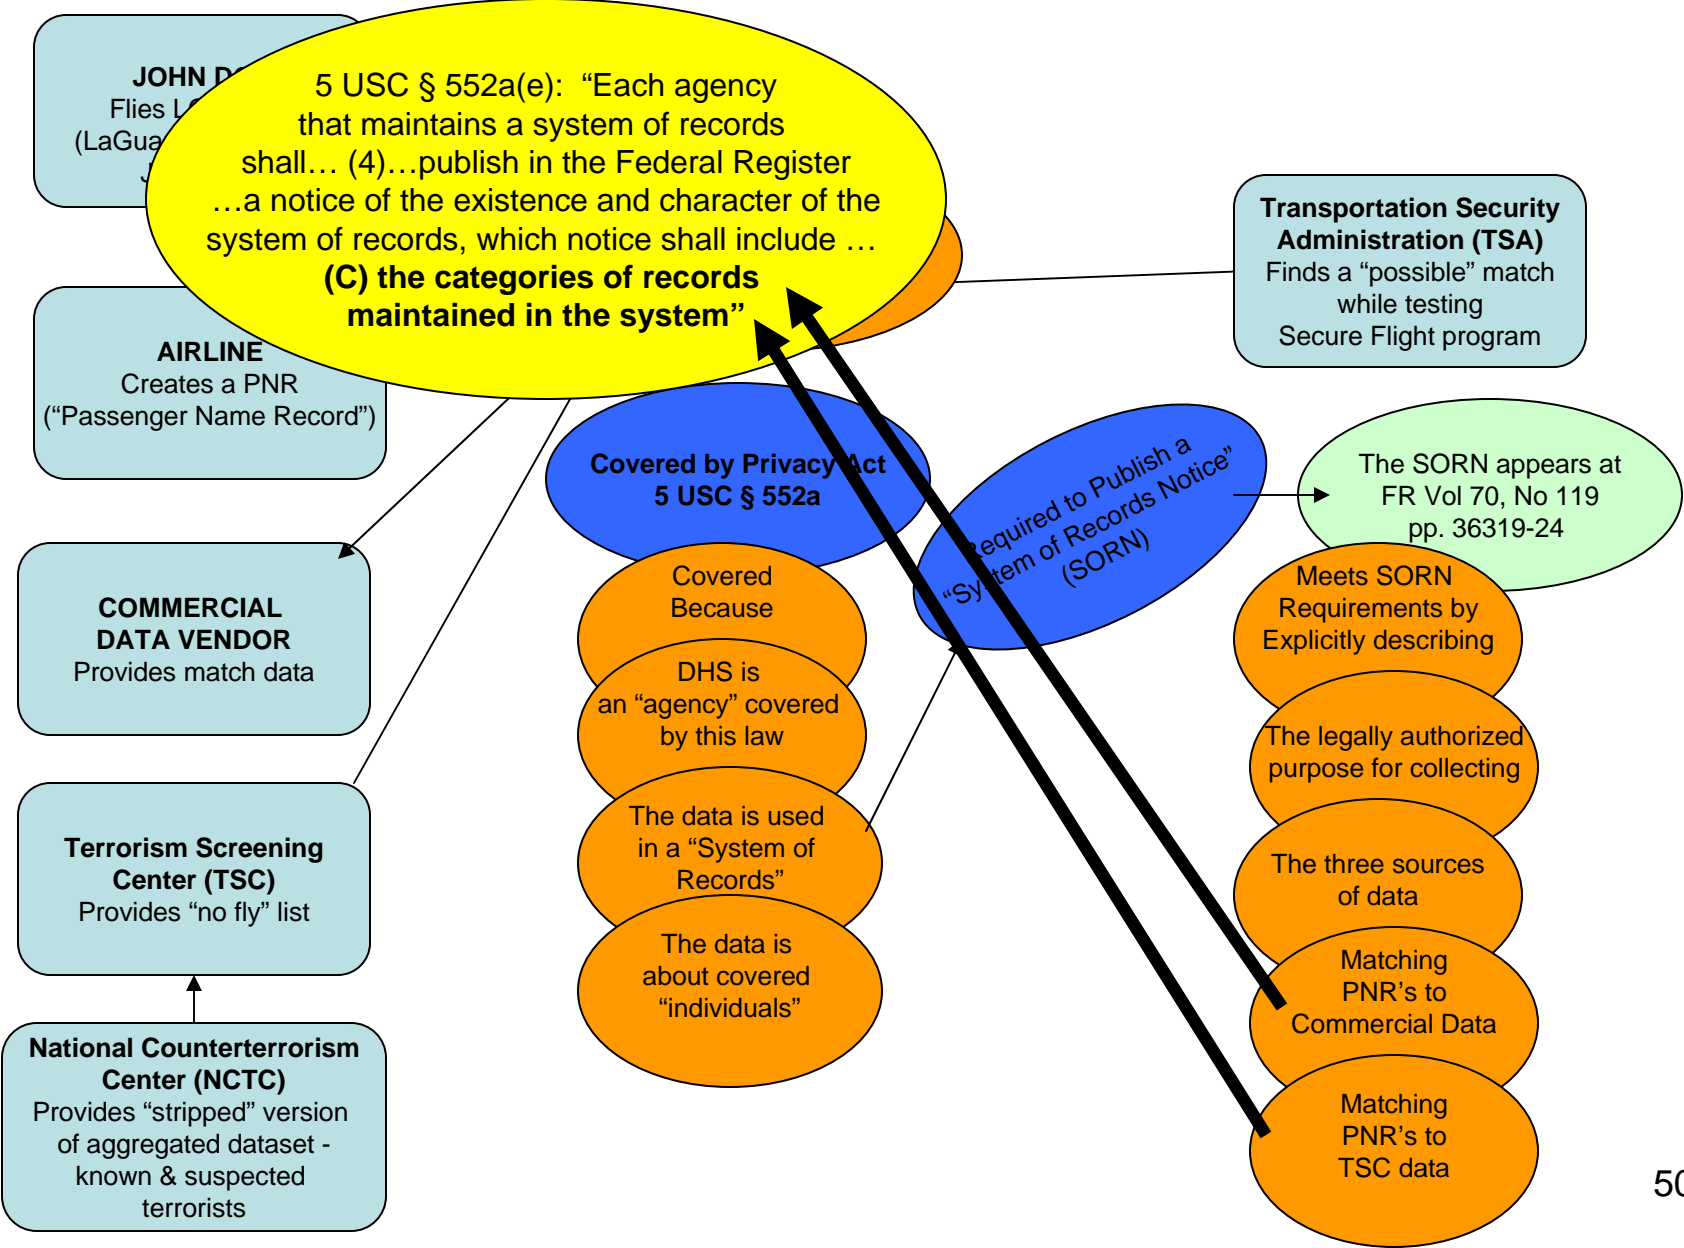 JOHN
Flies
5 USC § 552a(e):  “Each agency
that maintains a system of records
shall… (4)…publish in the Federal Register
…a notice of the existence and character of the
system of records, which notice shall include …
(C) the categories of records
maintained in the system”
AIRLINE
Creates a PNR
(“Passenger Name Record”)
COMMERCIAL
DATA VENDOR
Provides match data
Terrorism Screening
Center (TSC)
Provides “no fly” list
National Counterterrorism
Center (NCTC)
Provides “stripped” version
of aggregated dataset -
known & suspected
terrorists
Covered by Privacy Act
5 USC § 552a
Covered
Because
DHS is
an “agency” covered
by this law
The data is used
in a “System of
Records”
The data is
about covered
“individuals”
Required to Publish a
“System of Records Notice”
(SORN)
Transportation Security
Administration (TSA)
Finds a “possible” match
while testing
Secure Flight program
The SORN appears at
FR Vol 70, No 119
pp. 36319-24
Meets SORN
Requirements by
Explicitly describing
The legally authorized
purpose for collecting
The three sources
of data
Matching
PNR’s to
Commercial Data
Matching
PNR’s to
TSC data
50